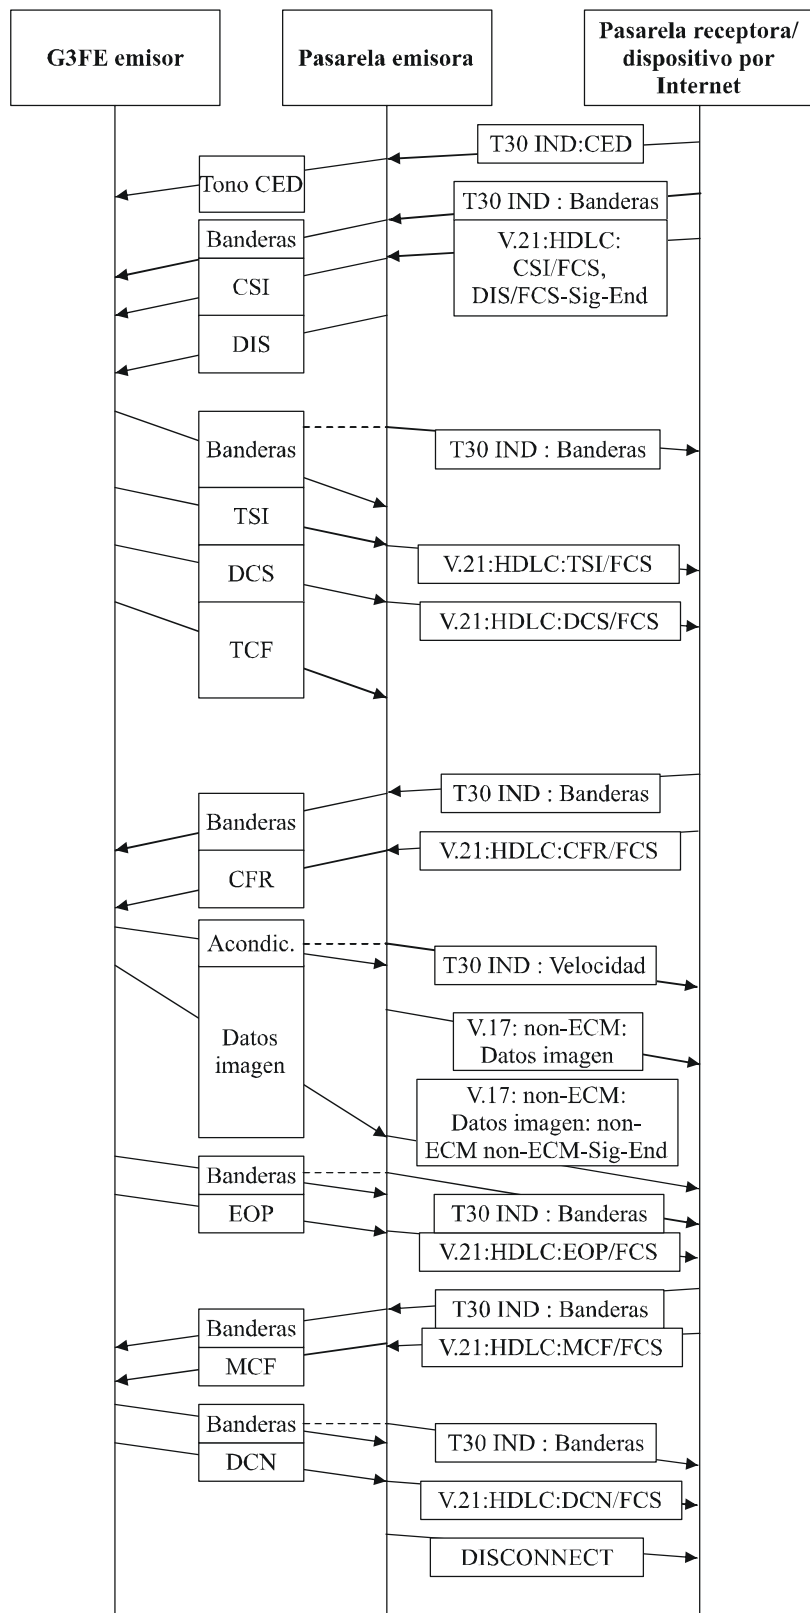 G3FE emisor
Pasarela emisora
Pasarela receptora/
dispositivo por
Internet
T30 IND:CED
Tono CED
T30 IND : Banderas
Banderas
V.21:HDLC:
CSI/FCS,
DIS/FCS-Sig-End
CSI
DIS
Banderas
T30 IND : Banderas
TSI
V.21:HDLC:TSI/FCS
DCS
V.21:HDLC:DCS/FCS
TCF
T30 IND : Banderas
Banderas
V.21:HDLC:CFR/FCS
CFR
Acondic.
T30 IND : Velocidad
Datos
imagen
V.17: non-ECM:
Datos imagen
V.17: non-ECM:
Datos imagen: non-
ECM non-ECM-Sig-End
Banderas
T30 IND : Banderas
EOP
V.21:HDLC:EOP/FCS
T30 IND : Banderas
Banderas
V.21:HDLC:MCF/FCS
MCF
Banderas
T30 IND : Banderas
DCN
V.21:HDLC:DCN/FCS
DISCONNECT